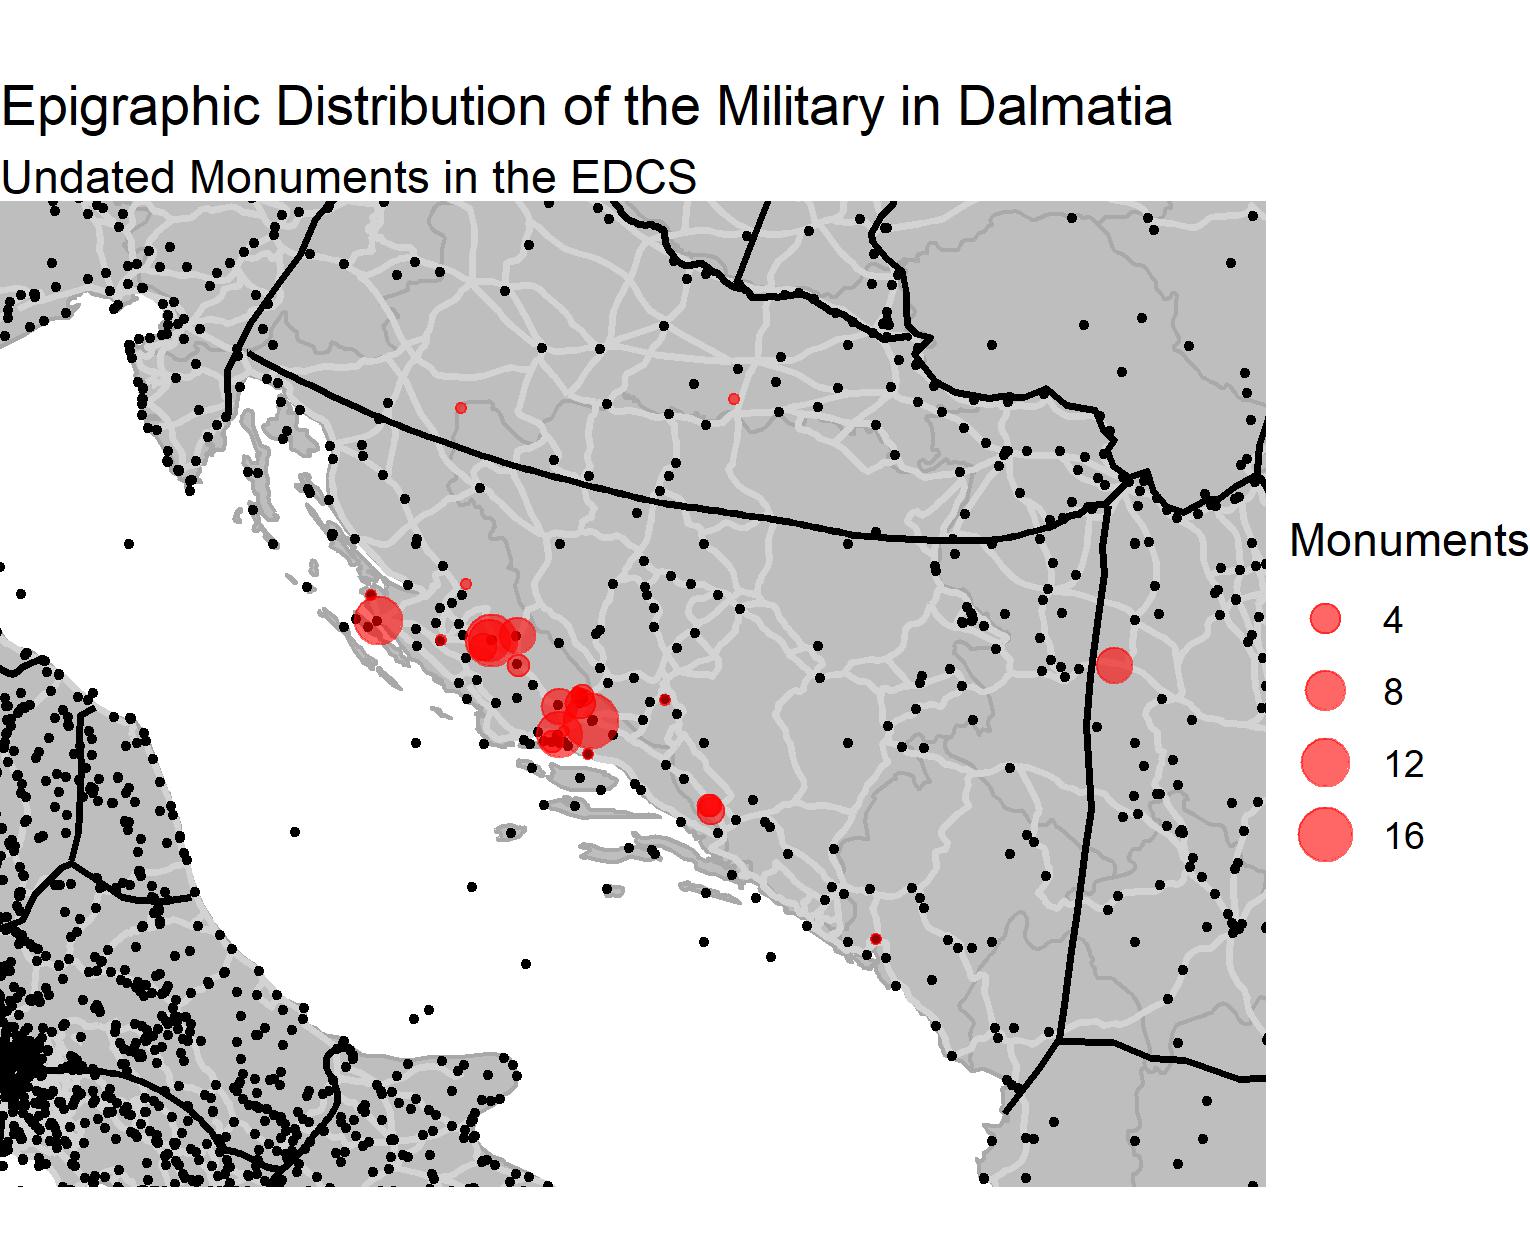 Epigraphic Distribution of the Military in Dalmatia
Undated Monuments in the EDCS
Monuments
4
8
12
16